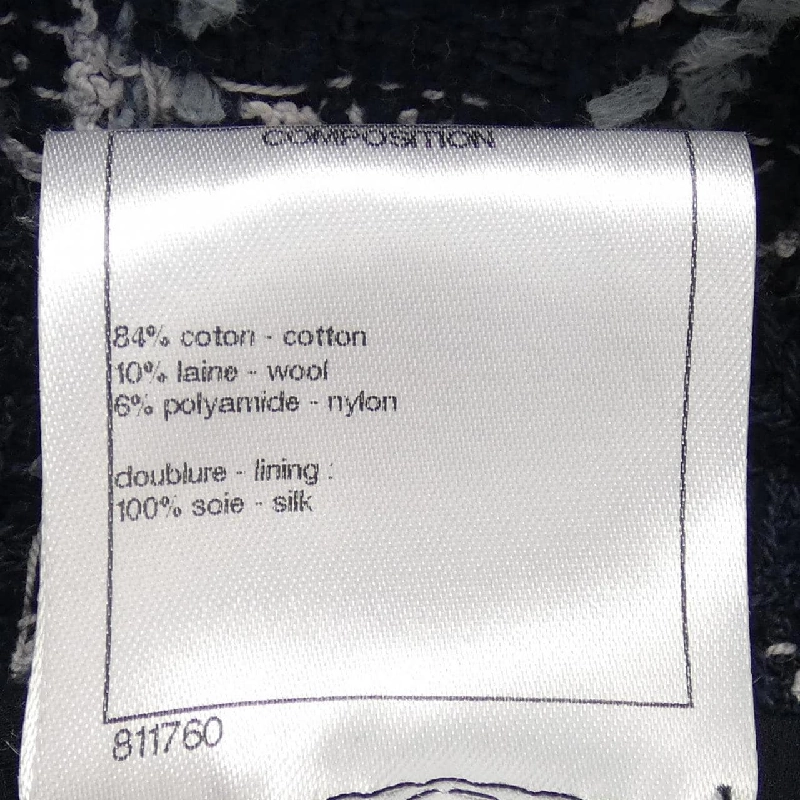 COMPOSITION
84% coton - cotton
10% laine - wool
6% polyamide - nylon
doublure - lining :
100% soie - silk
811760